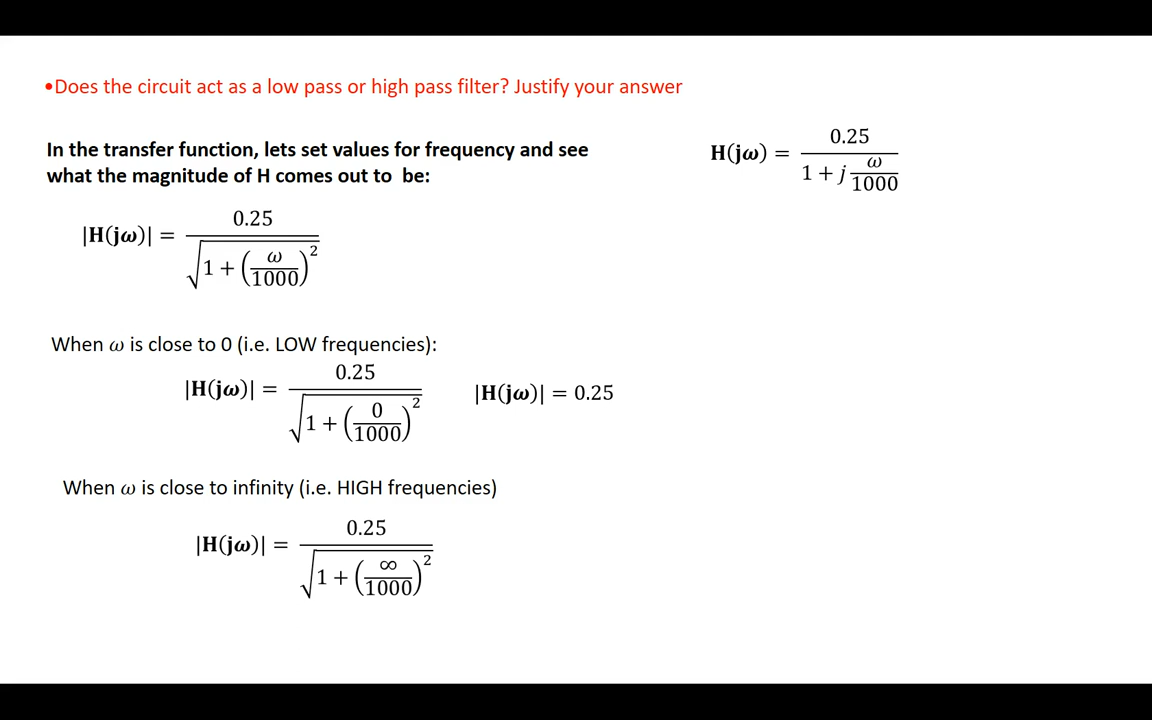 •Does the circuit act as a low pass or high pass filter? Justify your answer
In the transfer function, lets set values for frequency and see
what the magnitude of H comes out to  be:
H(jω) = 0.25 / (1 + j ω/1000)
|H(jω)| = 0.25 / √(1 + (ω/1000)²)
When ω is close to 0 (i.e. LOW frequencies):
|H(jω)| = 0.25 / √(1 + (0/1000)²)
|H(jω)| = 0.25
When ω is close to infinity (i.e. HIGH frequencies)
|H(jω)| = 0.25 / √(1 + (∞/1000)²)